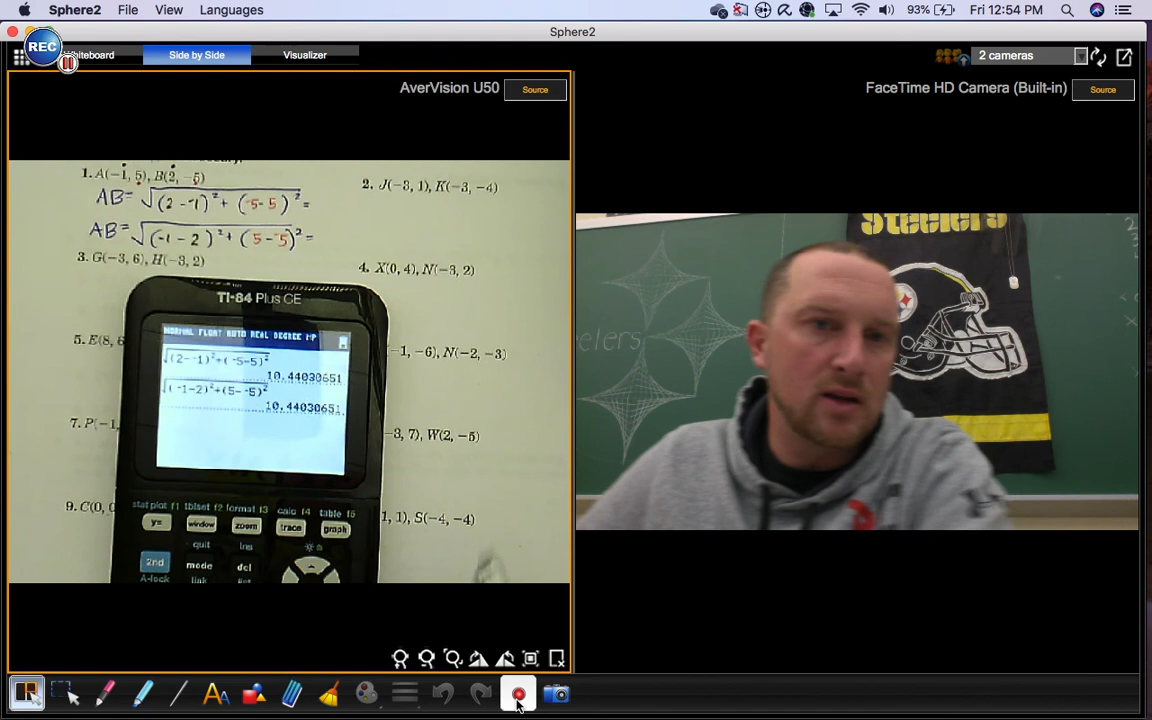 Sphere2 File View Languages 93% Fri 12:54 PM
Sphere2
REC
Whiteboard Side by Side Visualizer 2 cameras
AverVision U50 Source
FaceTime HD Camera (Built-in) Source
1. A(−1, 5), B(2, −5)
AB = √(2 - -1)² + (-5-5)² =
AB = √(-1 - 2)² + (5 - -5)² =
2. J(−3, 1), K(−3, −4)
3. G(−3, 6), H(−3, 2)
4. X(0, 4), N(−3, 2)
5. E(8, 6
−1, −6), N(−2, −3)
7. P(−1,
−3, 7), W(2, −5)
9. C(0, 0
1, 1), S(−4, −4)
TI-84 Plus CE
NORMAL FLOAT AUTO REAL DEGREE MP
√(2--1)²+(-5-5)²
10.44030651
√(-1-2)²+(5--5)²
10.44030651
stat plot f1 tblset f2 format f3 calc f4 table f5
y= window zoom trace graph
quit ins
2nd mode del
A-lock link list
Steelers
elers